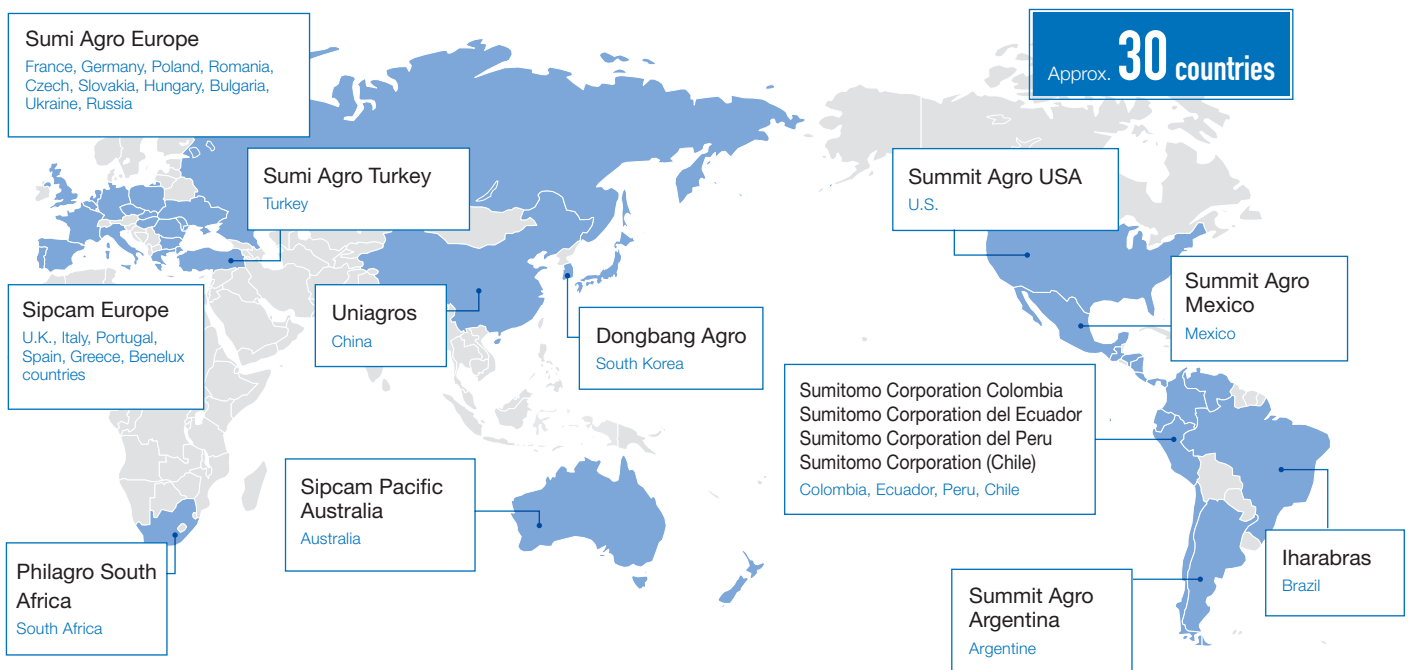 Sumi Agro Europe
France, Germany, Poland, Romania,
Czech, Slovakia, Hungary, Bulgaria,
Ukraine, Russia
Approx. 30 countries
Sumi Agro Turkey
Turkey
Summit Agro USA
U.S.
Sipcam Europe
U.K., Italy, Portugal,
Spain, Greece, Benelux
countries
Uniagros
China
Dongbang Agro
South Korea
Summit Agro
Mexico
Mexico
Sumitomo Corporation Colombia
Sumitomo Corporation del Ecuador
Sumitomo Corporation del Peru
Sumitomo Corporation (Chile)
Colombia, Ecuador, Peru, Chile
Sipcam Pacific
Australia
Australia
Philagro South
Africa
South Africa
Summit Agro
Argentina
Argentine
Iharabras
Brazil